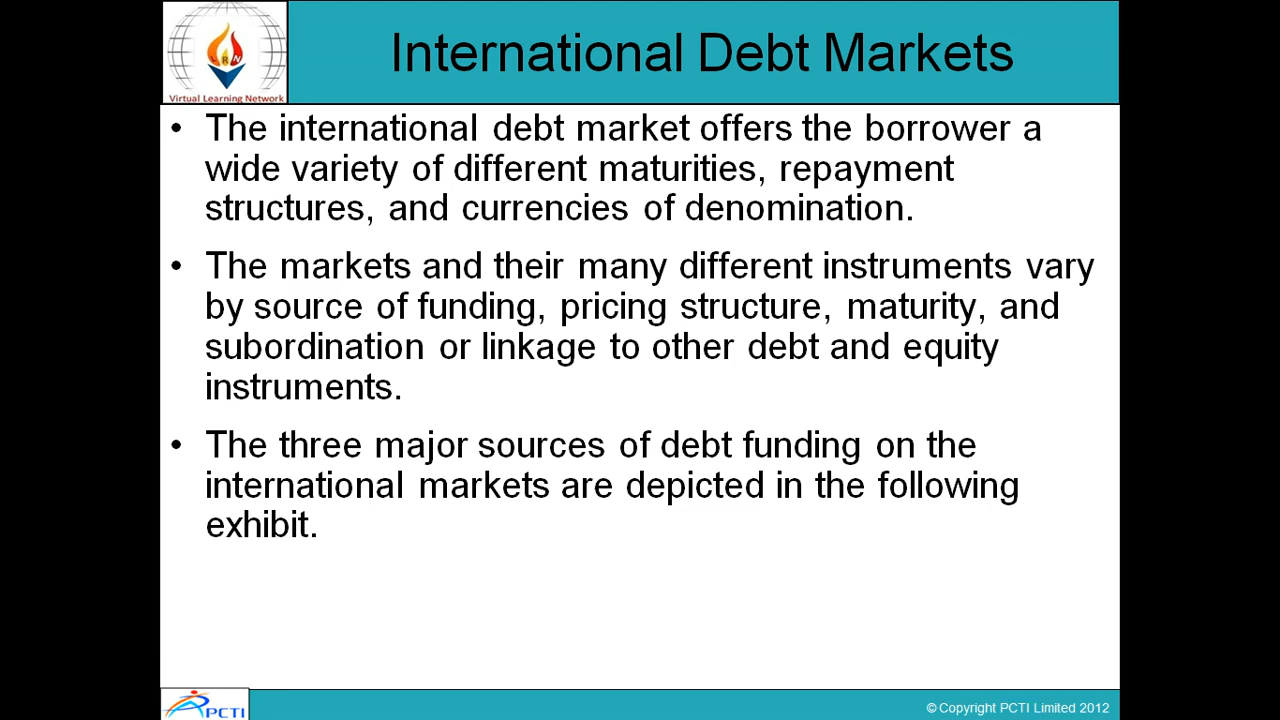 International Debt Markets
Virtual Learning Network
• The international debt market offers the borrower a
wide variety of different maturities, repayment
structures, and currencies of denomination.
• The markets and their many different instruments vary
by source of funding, pricing structure, maturity, and
subordination or linkage to other debt and equity
instruments.
• The three major sources of debt funding on the
international markets are depicted in the following
exhibit.
PCTI
© Copyright PCTI Limited 2012